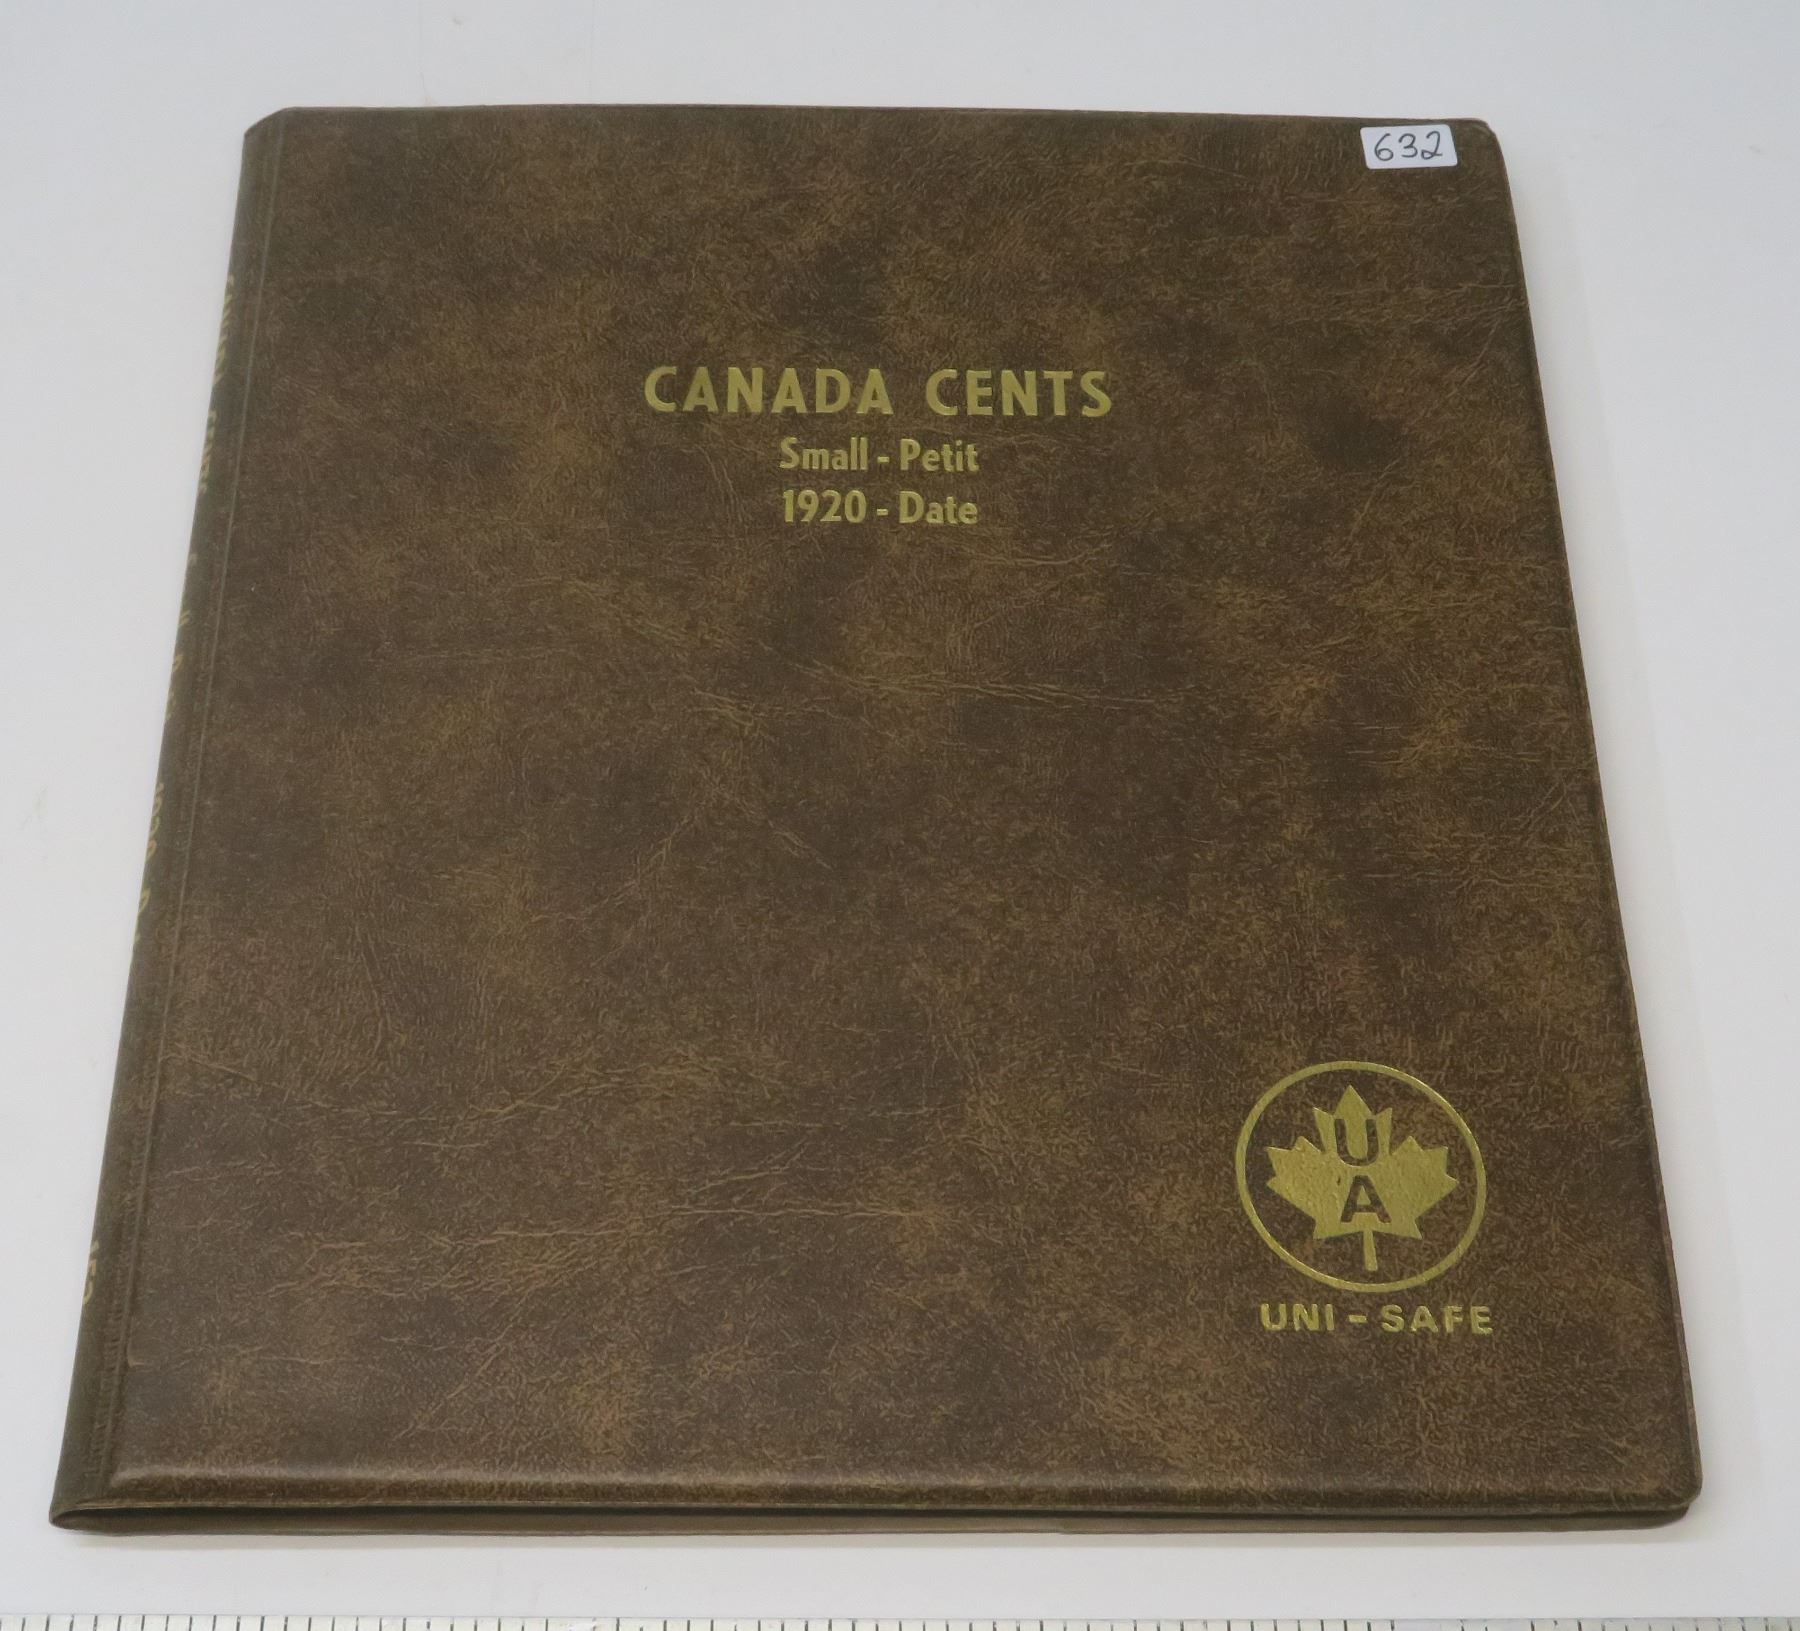 632
CANADA CENTS
Small - Petit
1920 - Date
U
A
UNI - SAFE